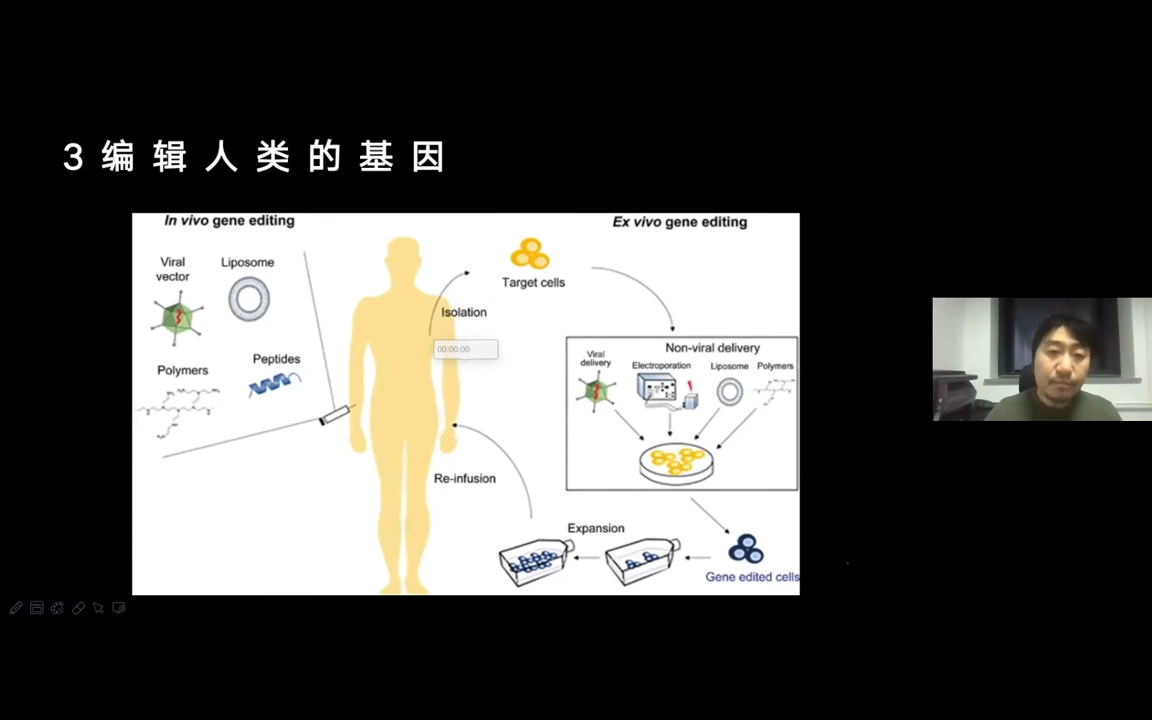 3 编辑人类的基因
In vivo gene editing
Viral
vector
Liposome
Polymers
Peptides
Ex vivo gene editing
Target cells
Isolation
00:00:00
Non-viral delivery
Viral
delivery
Electroporation
Liposome
Polymers
Re-infusion
Expansion
Gene edited cells